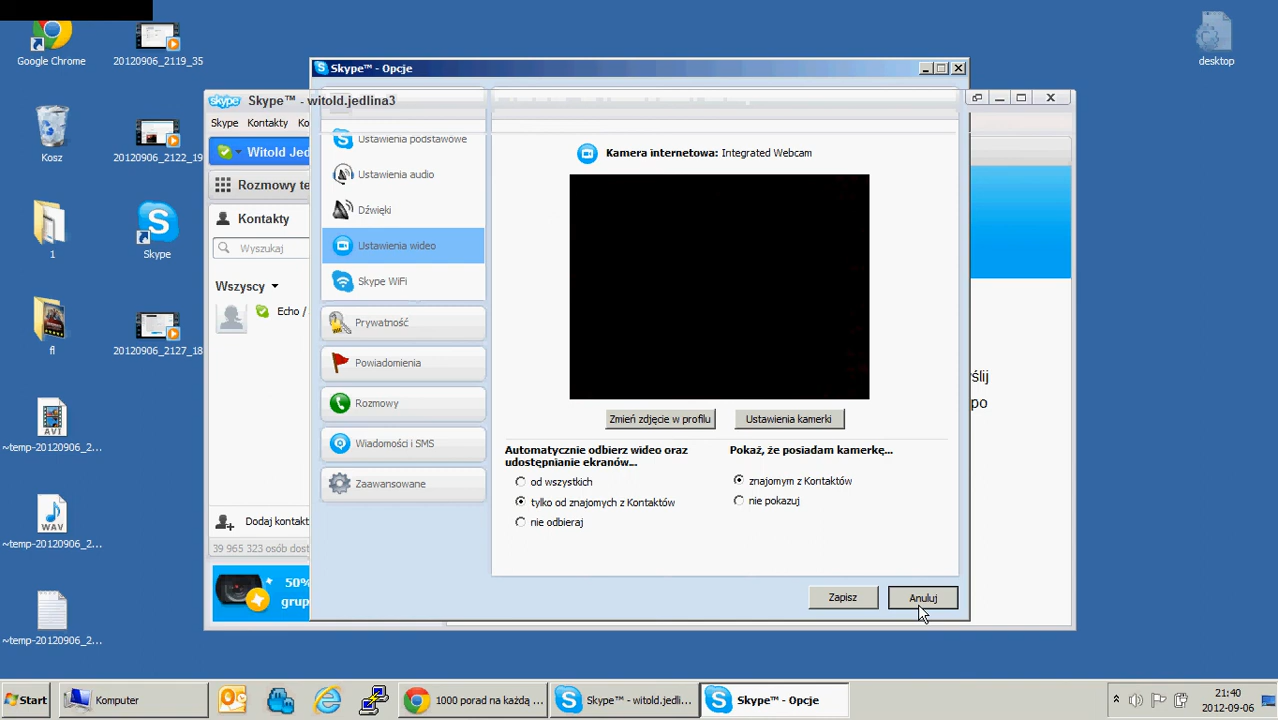 Google Chrome
20120906_2119_35
desktop
Kosz
20120906_2122_19
1
Skype
fl
20120906_2127_18
~temp-20120906_2...
~temp-20120906_2...
~temp-20120906_2...
Skype™ - Opcje
skype Skype™ - witold.jedlina3
Skype Kontakty Ko
Witold Jed
Rozmowy te
Kontakty
Wyszukaj
Wszyscy
Echo /
Dodaj kontakt
39 965 323 osób dost
50%
grup
Ustawienia podstawowe
Ustawienia audio
Dźwięki
Ustawienia wideo
Skype WiFi
Prywatność
Powiadomienia
Rozmowy
Wiadomości i SMS
Zaawansowane
Kamera internetowa: Integrated Webcam
Zmień zdjęcie w profilu
Ustawienia kamerki
Automatycznie odbierz wideo oraz
udostępnianie ekranów...
od wszystkich
tylko od znajomych z Kontaktów
nie odbieraj
Pokaż, że posiadam kamerkę...
znajomym z Kontaktów
nie pokazuj
Zapisz
Anuluj
ślij
po
Start
Komputer
1000 porad na każdą ...
Skype™ - witold.jedli...
Skype™ - Opcje
21:40
2012-09-06